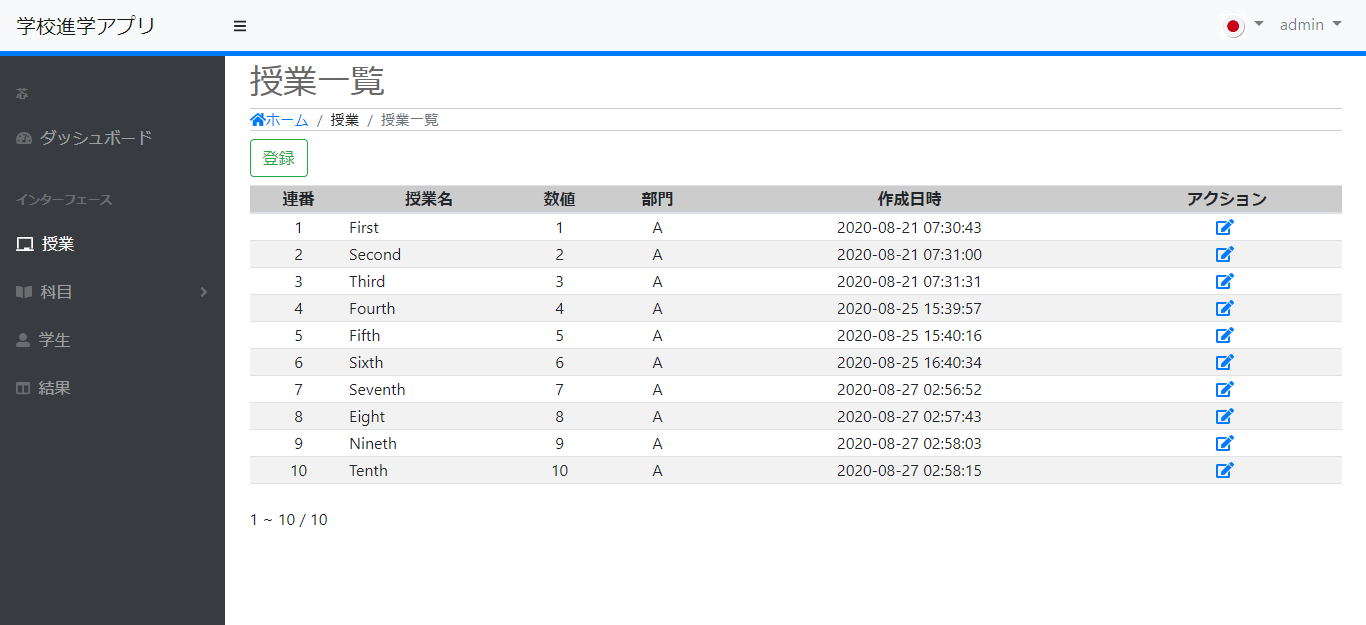 学校進学アプリ
admin
芯
ダッシュボード
インターフェース
授業
科目
学生
結果
授業一覧
ホーム / 授業 / 授業一覧
登録
連番 授業名 数値 部門 作成日時 アクション
1 First 1 A 2020-08-21 07:30:43
2 Second 2 A 2020-08-21 07:31:00
3 Third 3 A 2020-08-21 07:31:31
4 Fourth 4 A 2020-08-25 15:39:57
5 Fifth 5 A 2020-08-25 15:40:16
6 Sixth 6 A 2020-08-25 16:40:34
7 Seventh 7 A 2020-08-27 02:56:52
8 Eight 8 A 2020-08-27 02:57:43
9 Nineth 9 A 2020-08-27 02:58:03
10 Tenth 10 A 2020-08-27 02:58:15
1 ~ 10 / 10